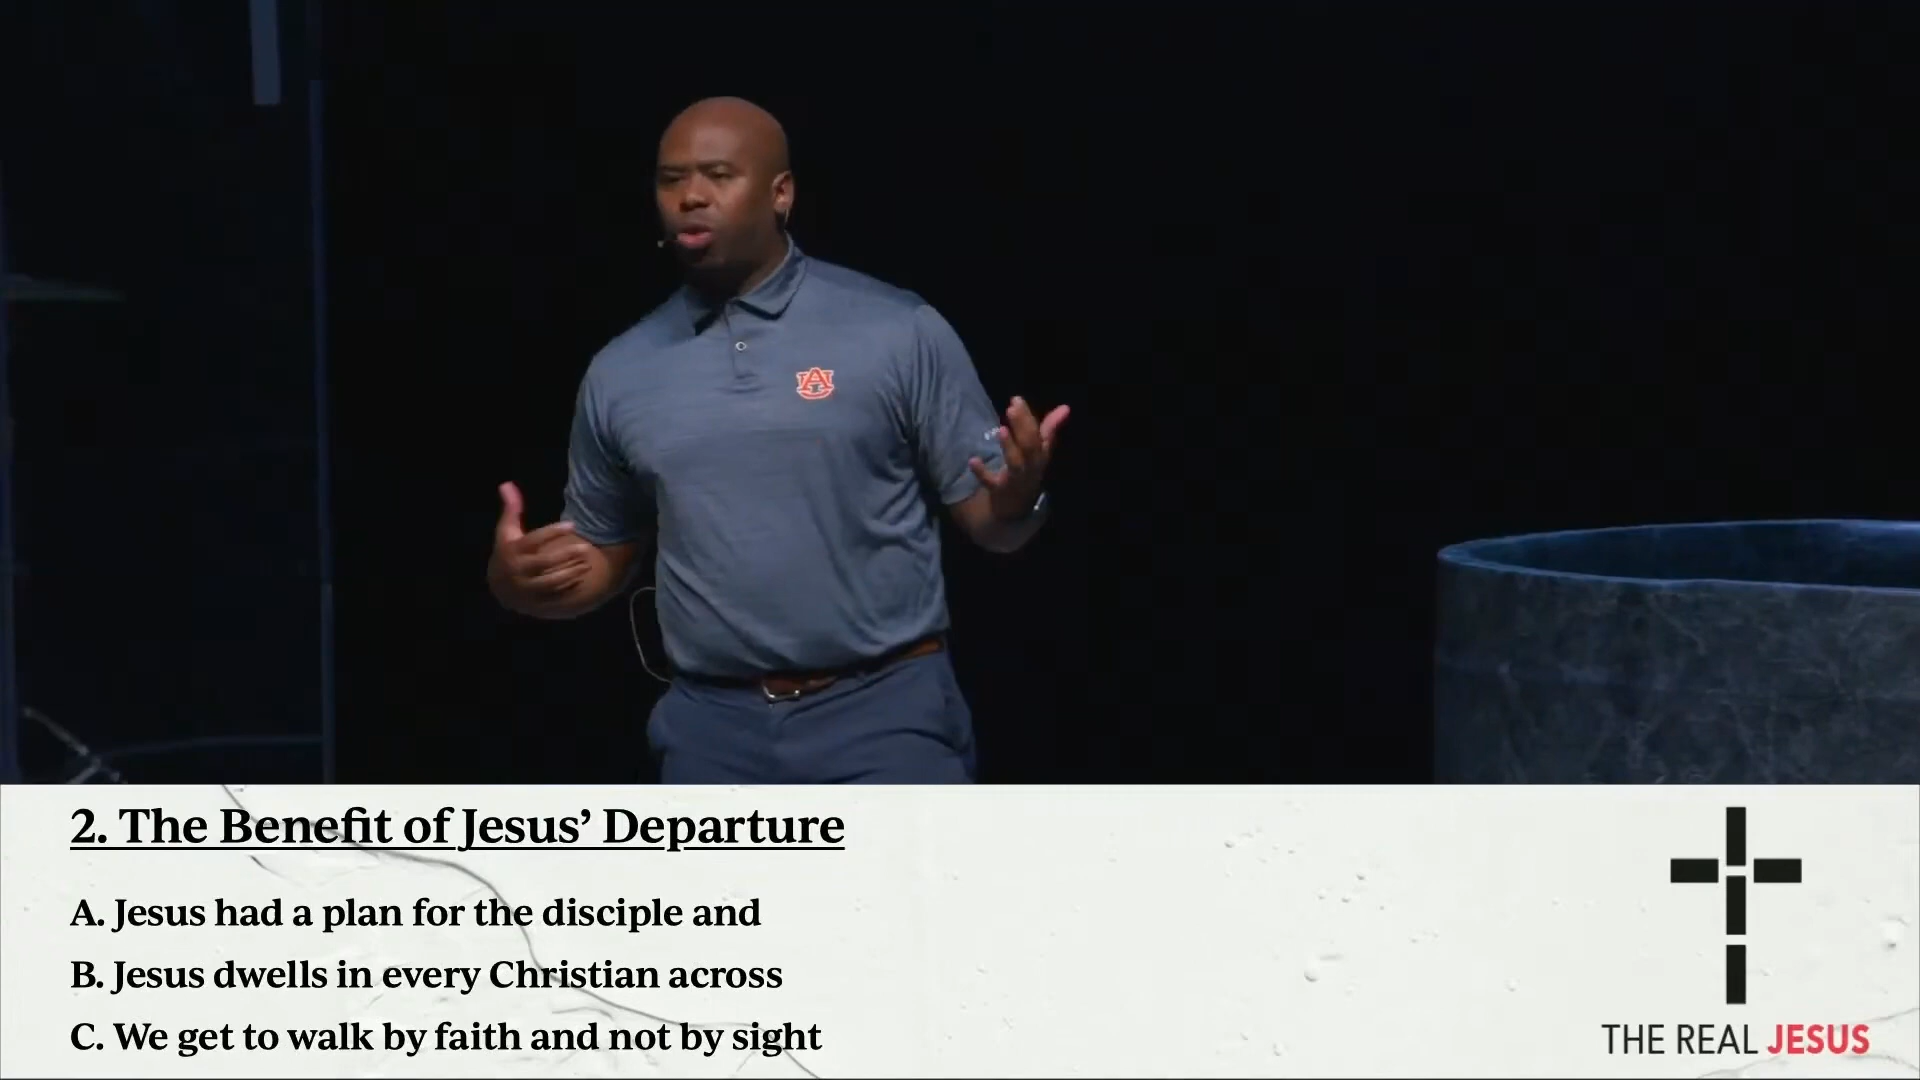 2. The Benefit of Jesus’ Departure
A. Jesus had a plan for the disciple and
B. Jesus dwells in every Christian across
C. We get to walk by faith and not by sight
THE REAL JESUS
AU